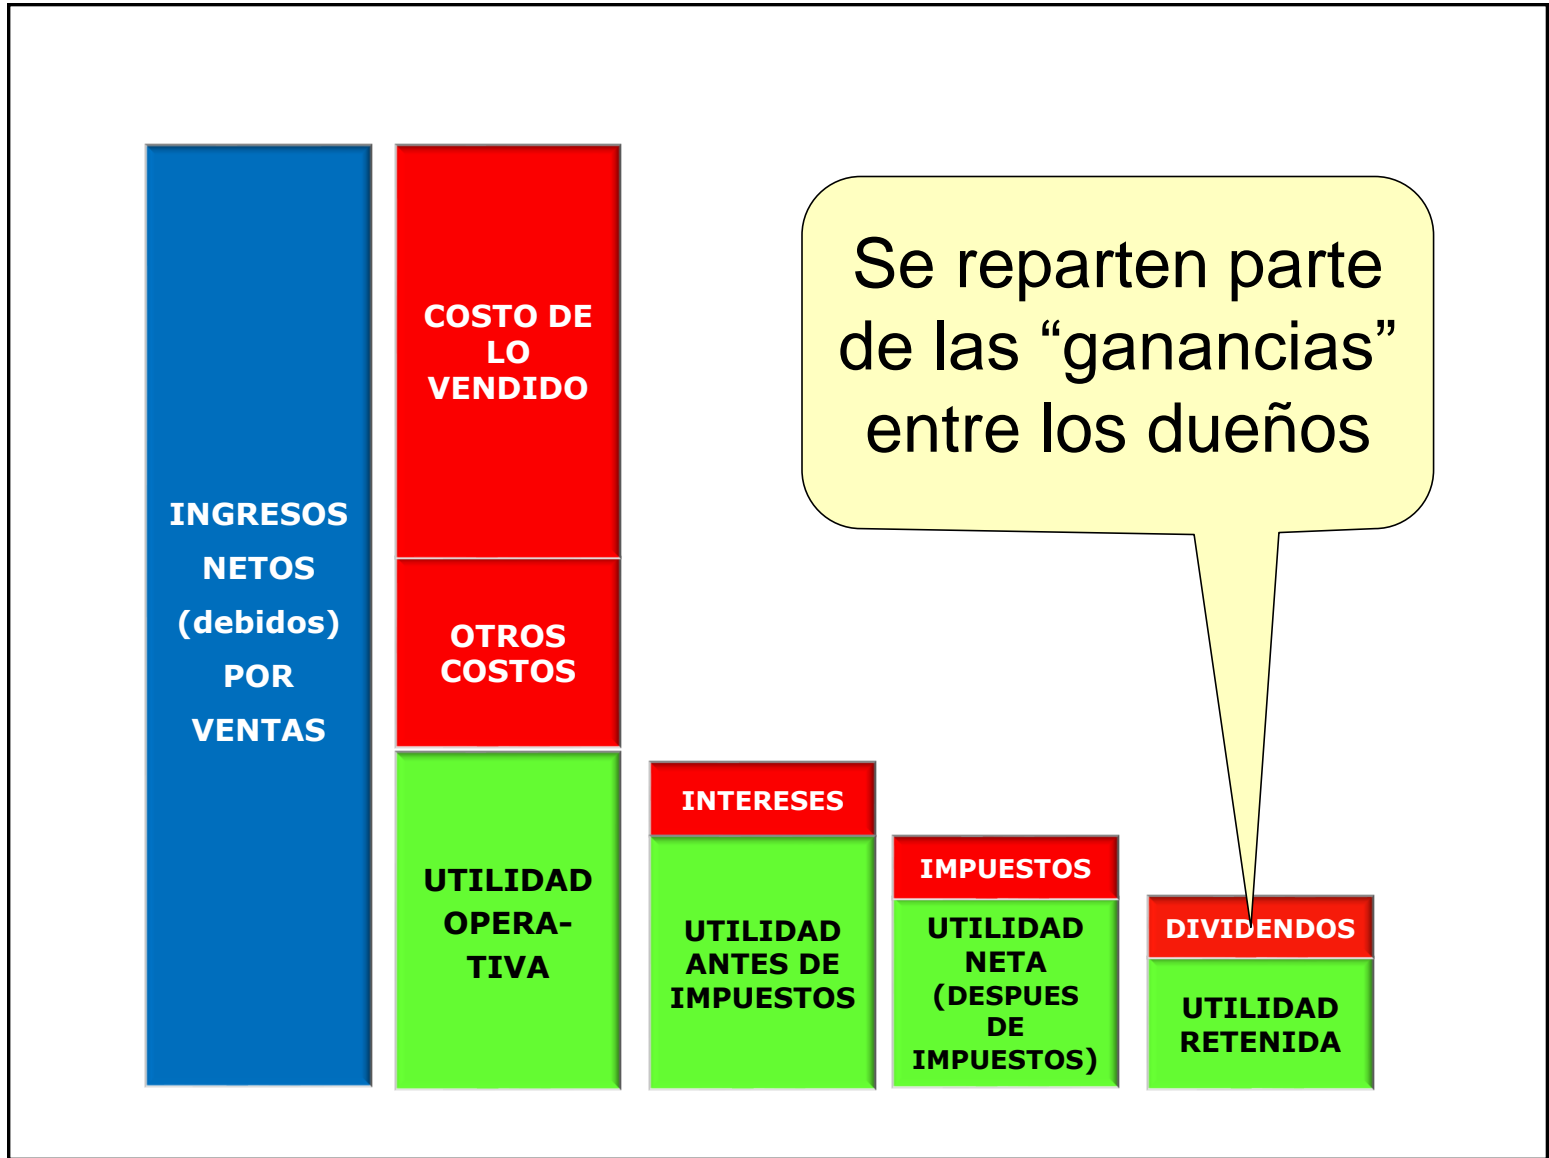 INGRESOS
NETOS
(debidos)
POR
VENTAS
COSTO DE
LO
VENDIDO
OTROS
COSTOS
UTILIDAD
OPERA-
TIVA
INTERESES
UTILIDAD
ANTES DE
IMPUESTOS
IMPUESTOS
UTILIDAD
NETA
(DESPUES
DE
IMPUESTOS)
Se reparten parte
de las “ganancias”
entre los dueños
DIVIDENDOS
UTILIDAD
RETENIDA